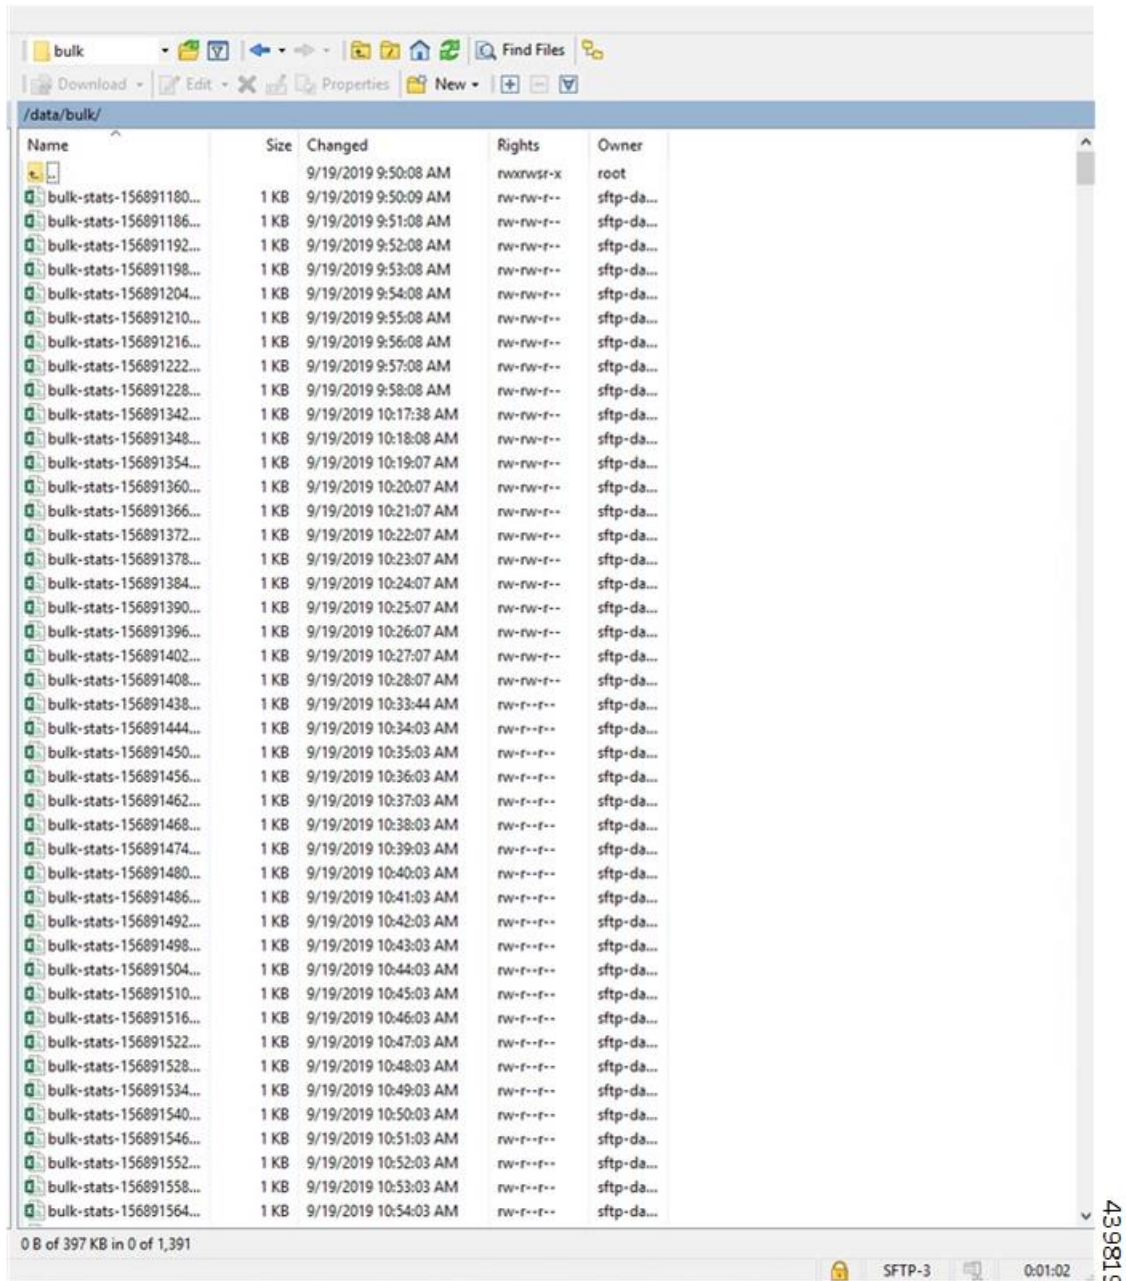 bulk Find Files
Download Edit Properties New
/data/bulk/
Name Size Changed Rights Owner
.. 9/19/2019 9:50:08 AM rwxrwsr-x root
bulk-stats-156891180... 1 KB 9/19/2019 9:50:09 AM rw-rw-r-- sftp-da...
bulk-stats-156891186... 1 KB 9/19/2019 9:51:08 AM rw-rw-r-- sftp-da...
bulk-stats-156891192... 1 KB 9/19/2019 9:52:08 AM rw-rw-r-- sftp-da...
bulk-stats-156891198... 1 KB 9/19/2019 9:53:08 AM rw-rw-r-- sftp-da...
bulk-stats-156891204... 1 KB 9/19/2019 9:54:08 AM rw-rw-r-- sftp-da...
bulk-stats-156891210... 1 KB 9/19/2019 9:55:08 AM rw-rw-r-- sftp-da...
bulk-stats-156891216... 1 KB 9/19/2019 9:56:08 AM rw-rw-r-- sftp-da...
bulk-stats-156891222... 1 KB 9/19/2019 9:57:08 AM rw-rw-r-- sftp-da...
bulk-stats-156891228... 1 KB 9/19/2019 9:58:08 AM rw-rw-r-- sftp-da...
bulk-stats-156891342... 1 KB 9/19/2019 10:17:38 AM rw-rw-r-- sftp-da...
bulk-stats-156891348... 1 KB 9/19/2019 10:18:08 AM rw-rw-r-- sftp-da...
bulk-stats-156891354... 1 KB 9/19/2019 10:19:07 AM rw-rw-r-- sftp-da...
bulk-stats-156891360... 1 KB 9/19/2019 10:20:07 AM rw-rw-r-- sftp-da...
bulk-stats-156891366... 1 KB 9/19/2019 10:21:07 AM rw-rw-r-- sftp-da...
bulk-stats-156891372... 1 KB 9/19/2019 10:22:07 AM rw-rw-r-- sftp-da...
bulk-stats-156891378... 1 KB 9/19/2019 10:23:07 AM rw-rw-r-- sftp-da...
bulk-stats-156891384... 1 KB 9/19/2019 10:24:07 AM rw-rw-r-- sftp-da...
bulk-stats-156891390... 1 KB 9/19/2019 10:25:07 AM rw-rw-r-- sftp-da...
bulk-stats-156891396... 1 KB 9/19/2019 10:26:07 AM rw-rw-r-- sftp-da...
bulk-stats-156891402... 1 KB 9/19/2019 10:27:07 AM rw-rw-r-- sftp-da...
bulk-stats-156891408... 1 KB 9/19/2019 10:28:07 AM rw-rw-r-- sftp-da...
bulk-stats-156891438... 1 KB 9/19/2019 10:33:44 AM rw-r--r-- sftp-da...
bulk-stats-156891444... 1 KB 9/19/2019 10:34:03 AM rw-r--r-- sftp-da...
bulk-stats-156891450... 1 KB 9/19/2019 10:35:03 AM rw-r--r-- sftp-da...
bulk-stats-156891456... 1 KB 9/19/2019 10:36:03 AM rw-r--r-- sftp-da...
bulk-stats-156891462... 1 KB 9/19/2019 10:37:03 AM rw-r--r-- sftp-da...
bulk-stats-156891468... 1 KB 9/19/2019 10:38:03 AM rw-r--r-- sftp-da...
bulk-stats-156891474... 1 KB 9/19/2019 10:39:03 AM rw-r--r-- sftp-da...
bulk-stats-156891480... 1 KB 9/19/2019 10:40:03 AM rw-r--r-- sftp-da...
bulk-stats-156891486... 1 KB 9/19/2019 10:41:03 AM rw-r--r-- sftp-da...
bulk-stats-156891492... 1 KB 9/19/2019 10:42:03 AM rw-r--r-- sftp-da...
bulk-stats-156891498... 1 KB 9/19/2019 10:43:03 AM rw-r--r-- sftp-da...
bulk-stats-156891504... 1 KB 9/19/2019 10:44:03 AM rw-r--r-- sftp-da...
bulk-stats-156891510... 1 KB 9/19/2019 10:45:03 AM rw-r--r-- sftp-da...
bulk-stats-156891516... 1 KB 9/19/2019 10:46:03 AM rw-r--r-- sftp-da...
bulk-stats-156891522... 1 KB 9/19/2019 10:47:03 AM rw-r--r-- sftp-da...
bulk-stats-156891528... 1 KB 9/19/2019 10:48:03 AM rw-r--r-- sftp-da...
bulk-stats-156891534... 1 KB 9/19/2019 10:49:03 AM rw-r--r-- sftp-da...
bulk-stats-156891540... 1 KB 9/19/2019 10:50:03 AM rw-r--r-- sftp-da...
bulk-stats-156891546... 1 KB 9/19/2019 10:51:03 AM rw-r--r-- sftp-da...
bulk-stats-156891552... 1 KB 9/19/2019 10:52:03 AM rw-r--r-- sftp-da...
bulk-stats-156891558... 1 KB 9/19/2019 10:53:03 AM rw-r--r-- sftp-da...
bulk-stats-156891564... 1 KB 9/19/2019 10:54:03 AM rw-r--r-- sftp-da...
0 B of 397 KB in 0 of 1,391
SFTP-3 0:01:02
439819